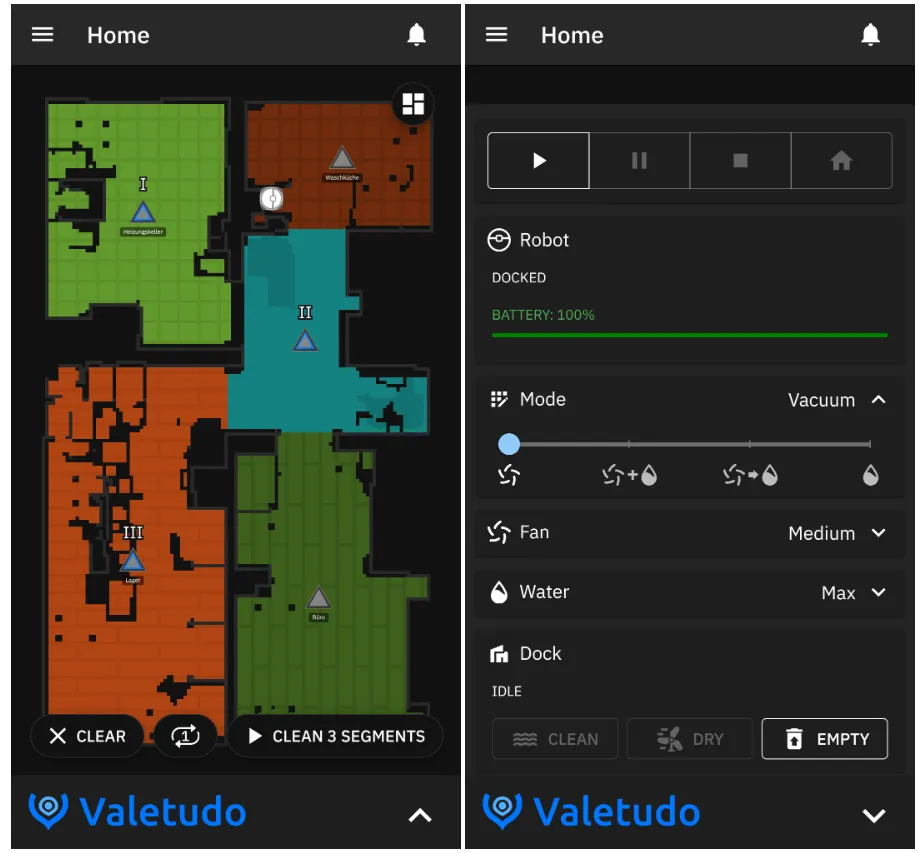 Home
Waschküche
I
Heizungskeller
II
III
Lager
Büro
CLEAR
1
CLEAN 3 SEGMENTS
Valetudo
Home
Robot
DOCKED
BATTERY: 100%
Mode Vacuum
Fan Medium
Water Max
Dock
IDLE
CLEAN DRY EMPTY
Valetudo